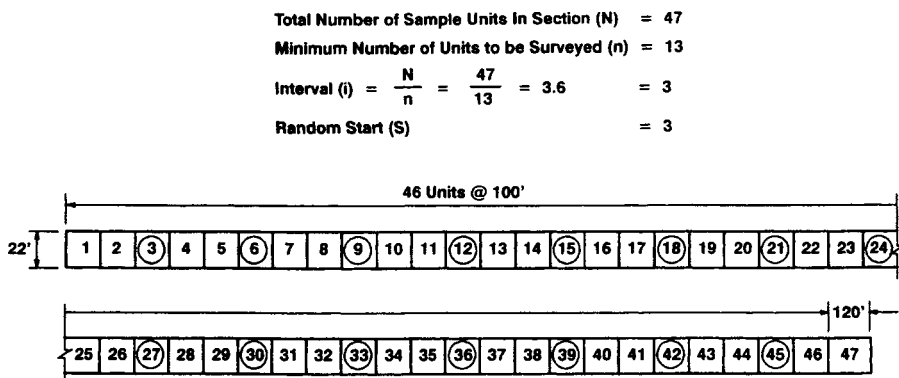 Total Number of Sample Units in Section (N) = 47
Minimum Number of Units to be Surveyed (n) = 13
Interval (i) = N/n = 47/13 = 3.6 = 3
Random Start (S) = 3
46 Units @ 100'
22' 1 2 3 4 5 6 7 8 9 10 11 12 13 14 15 16 17 18 19 20 21 22 23 24
120'
25 26 27 28 29 30 31 32 33 34 35 36 37 38 39 40 41 42 43 44 45 46 47